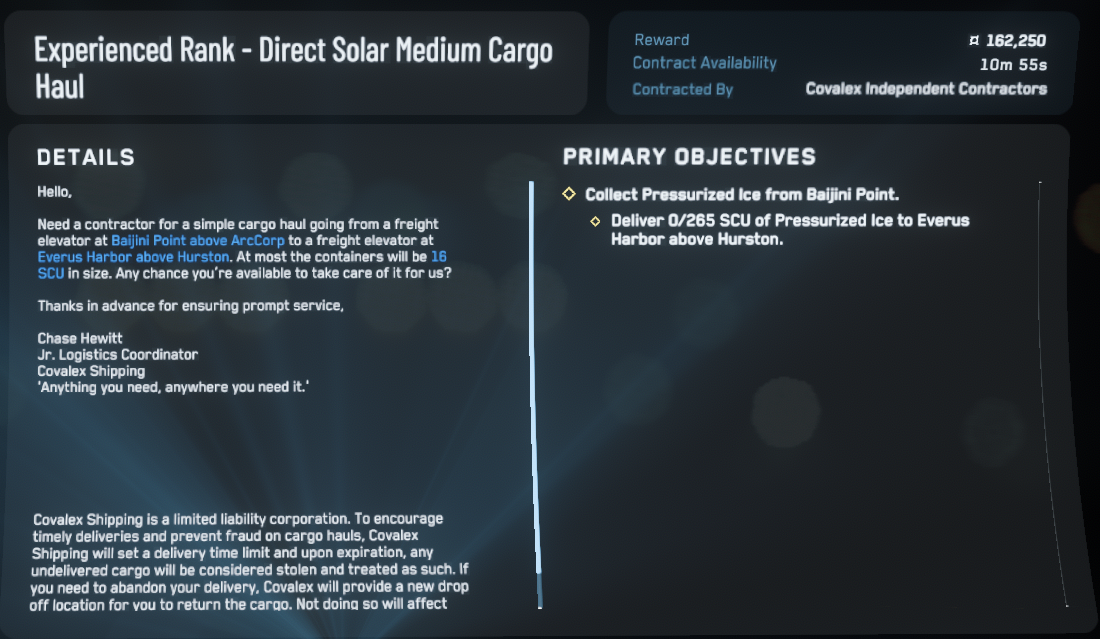 Experienced Rank - Direct Solar Medium Cargo
Haul
Reward ¤ 162,250
Contract Availability 10m 55s
Contracted By Covalex Independent Contractors
DETAILS
Hello,
Need a contractor for a simple cargo haul going from a freight
elevator at Baijini Point above ArcCorp to a freight elevator at
Everus Harbor above Hurston. At most the containers will be 16
SCU in size. Any chance you're available to take care of it for us?
Thanks in advance for ensuring prompt service,
Chase Hewitt
Jr. Logistics Coordinator
Covalex Shipping
'Anything you need, anywhere you need it.'
Covalex Shipping is a limited liability corporation. To encourage
timely deliveries and prevent fraud on cargo hauls, Covalex
Shipping will set a delivery time limit and upon expiration, any
undelivered cargo will be considered stolen and treated as such. If
you need to abandon your delivery, Covalex will provide a new drop
off location for you to return the cargo. Not doing so will affect
PRIMARY OBJECTIVES
Collect Pressurized Ice from Baijini Point.
Deliver 0/265 SCU of Pressurized Ice to Everus
Harbor above Hurston.